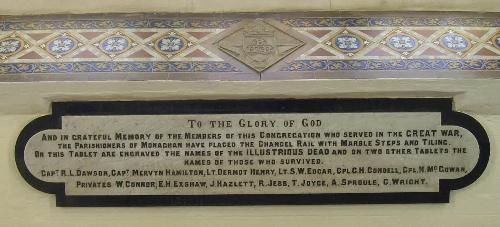 To the Glory of God
And in grateful Memory of the Members of this Congregation who served in the GREAT WAR,
the Parishioners of Monaghan have placed the Chancel Rail with Marble Steps and Tiling.
On this Tablet are engraved the names of the ILLUSTRIOUS DEAD and on two other Tablets the
names of those who survived.
Capt R.L. Dawson, Capt Mervyn Hamilton, Lt. Dermot Henry, Lt. S.W. Edgar, Cpl. G.H. Condell, Cpl. N. McGowan,
Privates W. Connor, E.H. Exshaw, J. Hazlett, R. Jebb, T. Joyce, A. Sproule, C. Wright.